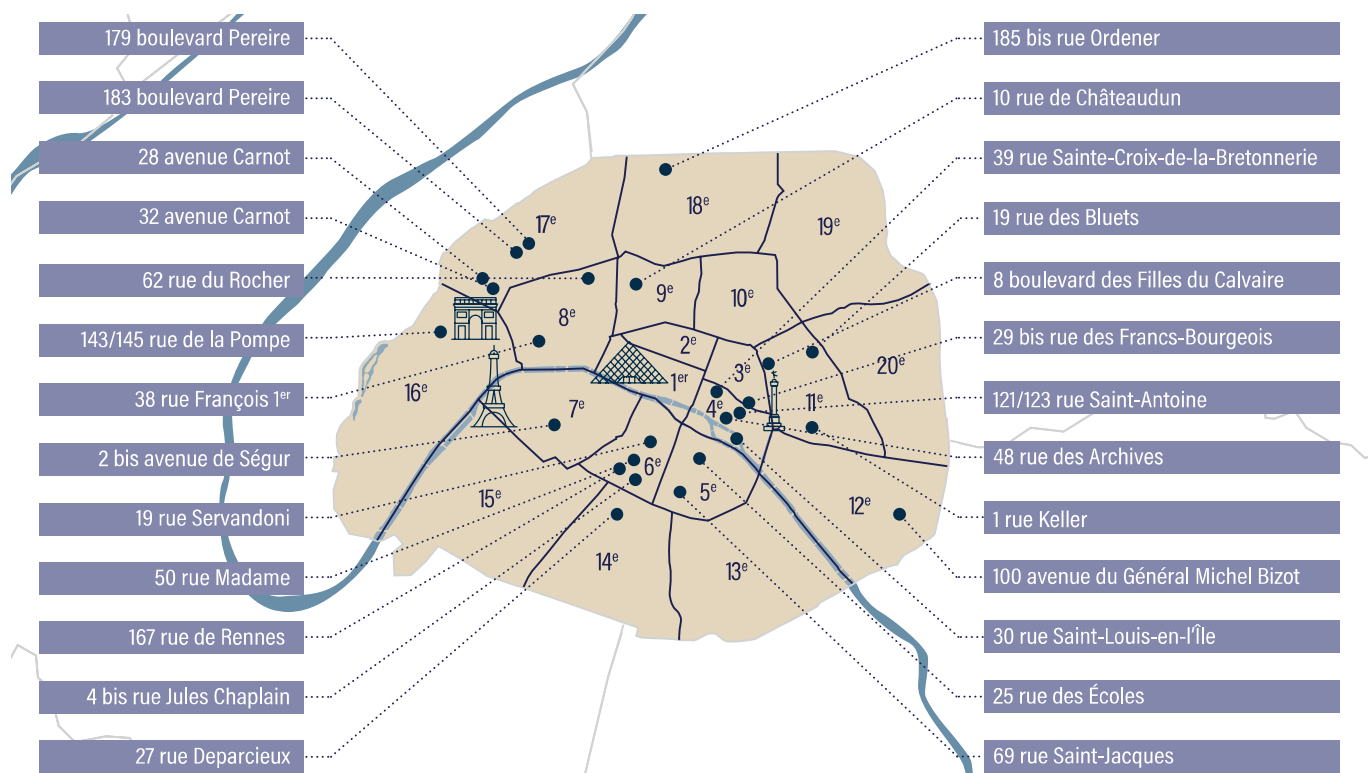 179 boulevard Pereire
183 boulevard Pereire
28 avenue Carnot
32 avenue Carnot
62 rue du Rocher
143/145 rue de la Pompe
38 rue François 1er
2 bis avenue de Ségur
19 rue Servandoni
50 rue Madame
167 rue de Rennes
4 bis rue Jules Chaplain
27 rue Deparcieux
17e
18e
19e
8e
9e
10e
2e
1er
3e
4e
11e
20e
16e
7e
6e
5e
15e
14e
13e
12e
185 bis rue Ordener
10 rue de Châteaudun
39 rue Sainte-Croix-de-la-Bretonnerie
19 rue des Bluets
8 boulevard des Filles du Calvaire
29 bis rue des Francs-Bourgeois
121/123 rue Saint-Antoine
48 rue des Archives
1 rue Keller
100 avenue du Général Michel Bizot
30 rue Saint-Louis-en-l'Île
25 rue des Écoles
69 rue Saint-Jacques